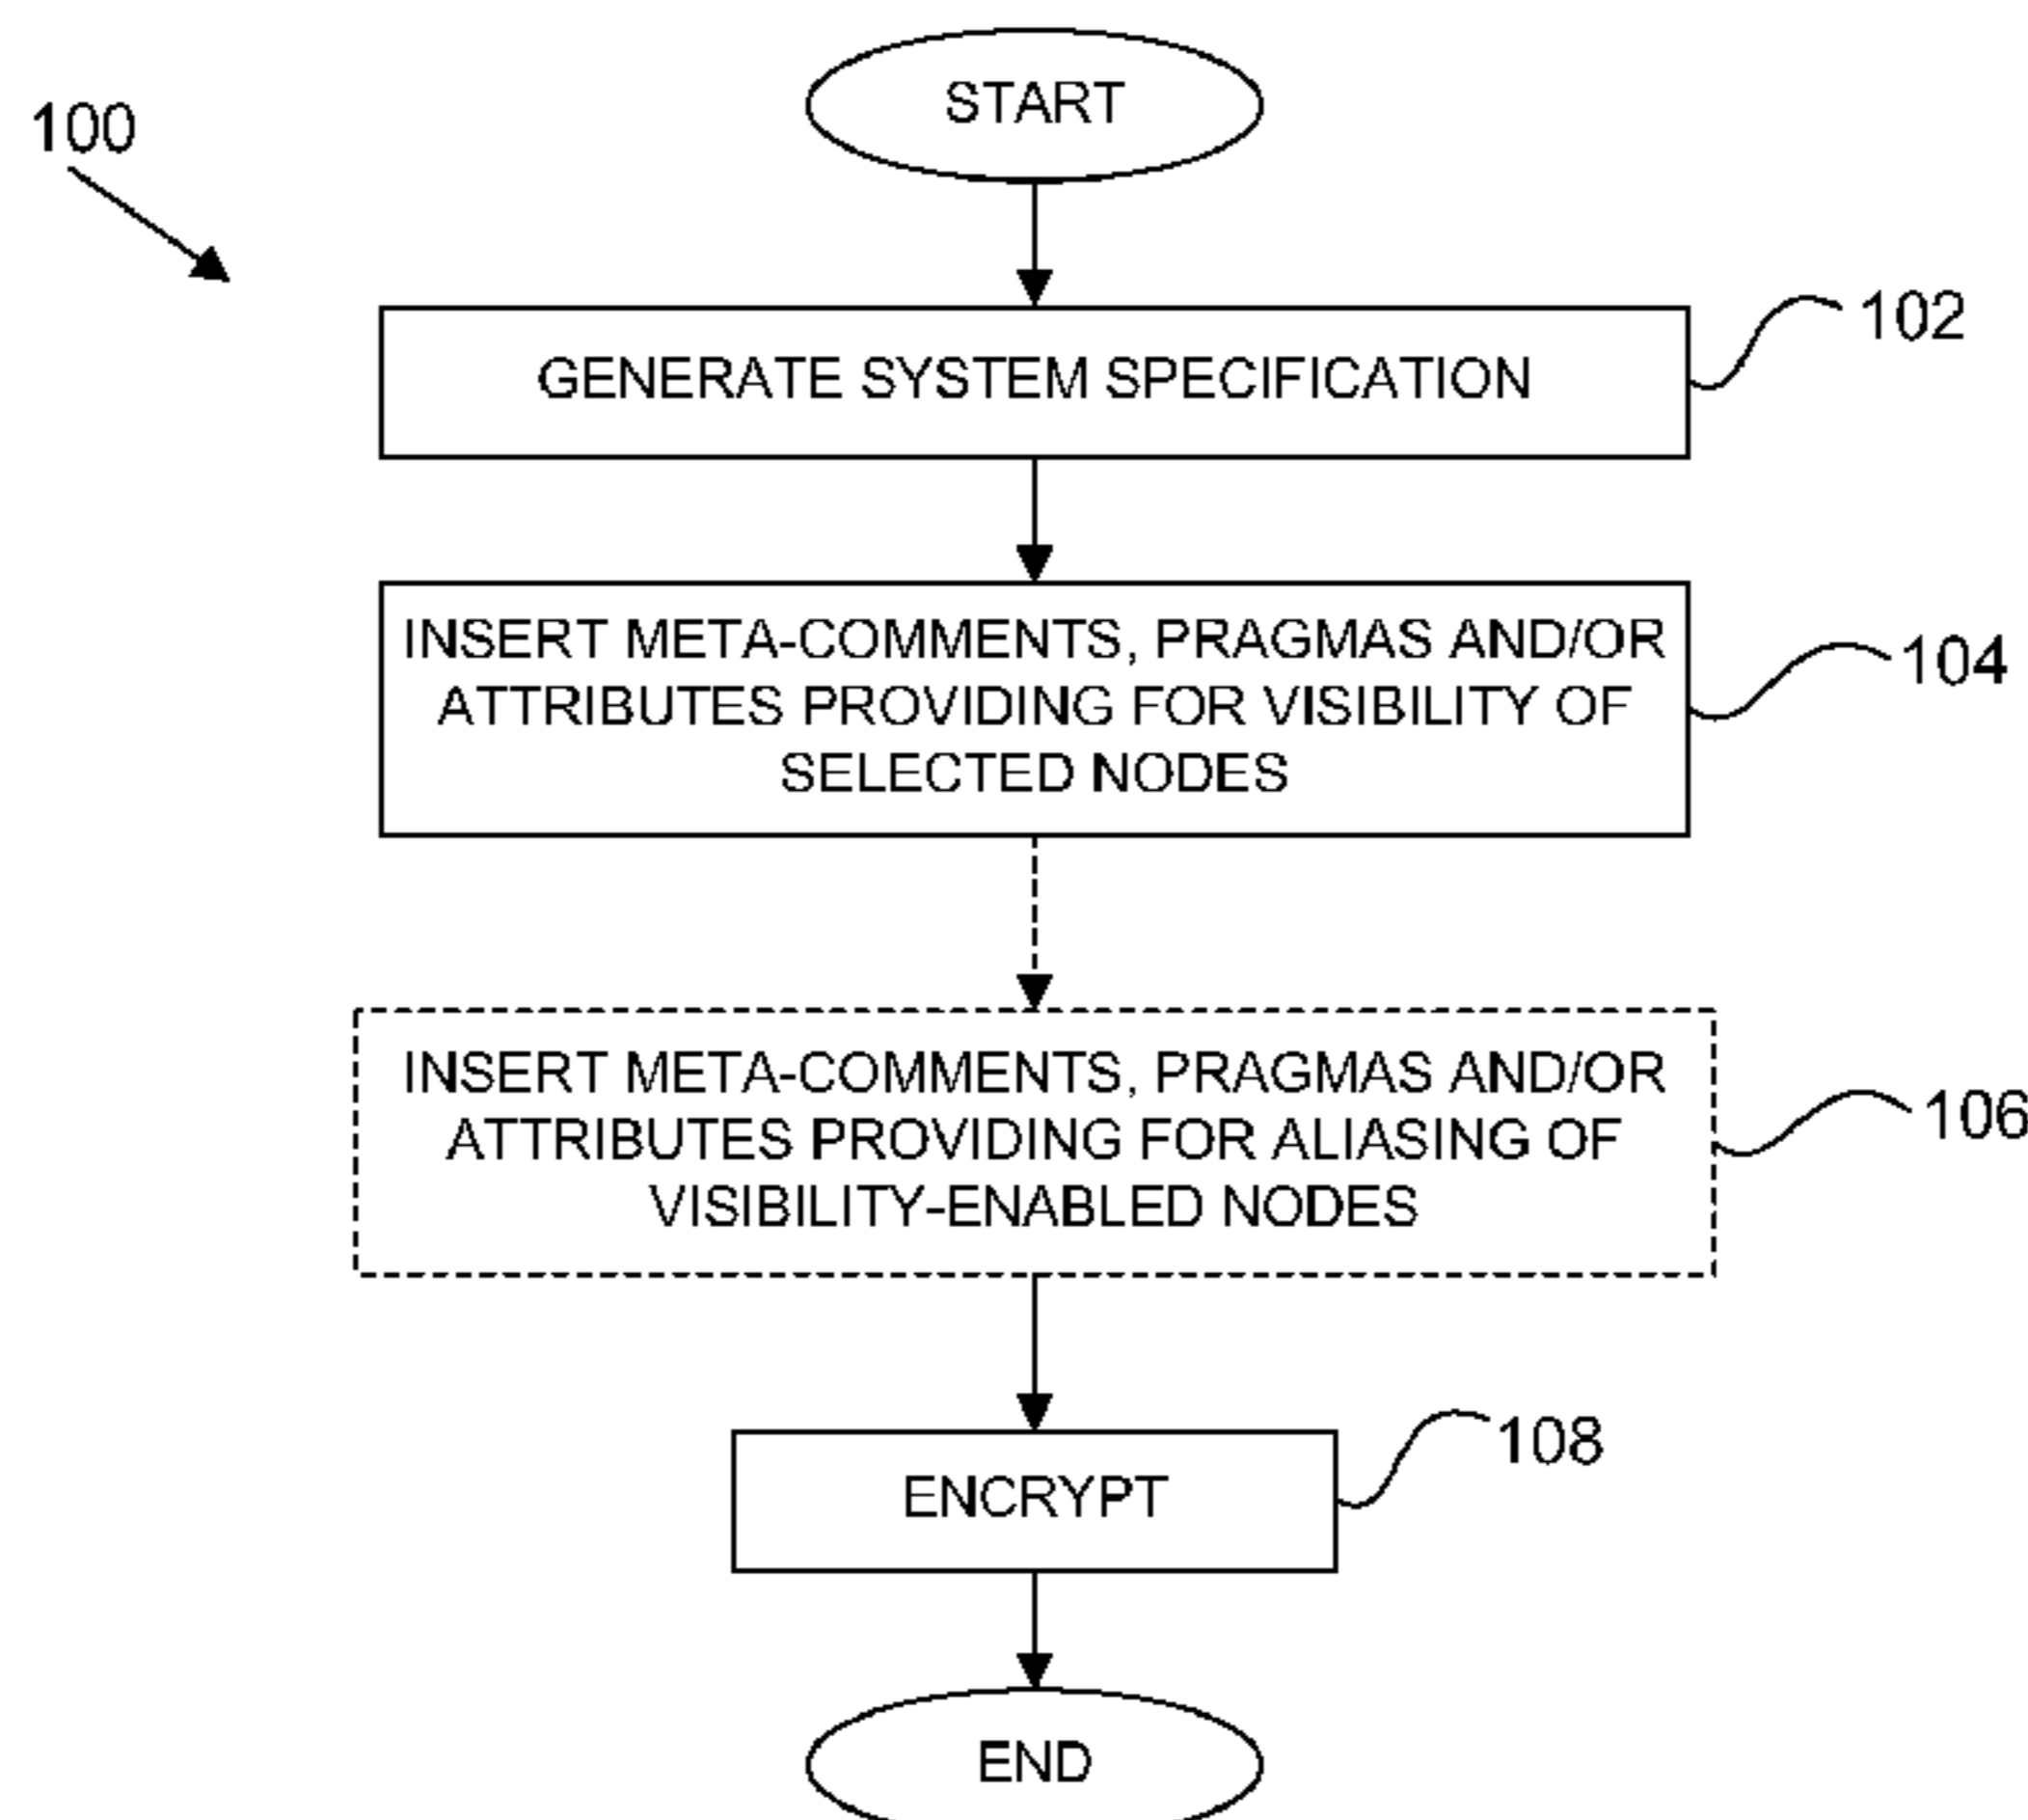 START
100
102
GENERATE SYSTEM SPECIFICATION
INSERT META-COMMENTS, PRAGMAS AND/OR
ATTRIBUTES PROVIDING FOR VISIBILITY OF
SELECTED NODES
104
INSERT META-COMMENTS, PRAGMAS AND/OR
ATTRIBUTES PROVIDING FOR ALIASING OF
VISIBILITY-ENABLED NODES
106
108
ENCRYPT
END